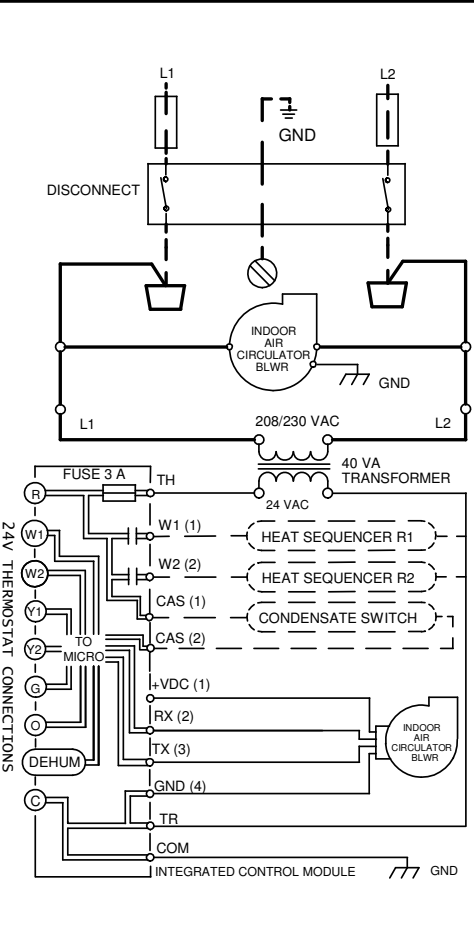 L1
L2
GND
DISCONNECT
INDOOR
AIR
CIRCULATOR
BLWR
GND
L1
208/230 VAC
L2
40 VA
TRANSFORMER
24 VAC
FUSE 3 A
TH
R
W1 (1)
HEAT SEQUENCER R1
W1
W2 (2)
HEAT SEQUENCER R2
W2
CAS (1)
CONDENSATE SWITCH
Y1
CAS (2)
TO
MICRO
Y2
+VDC (1)
G
RX (2)
O
INDOOR
AIR
CIRCULATOR
BLWR
TX (3)
DEHUM
GND (4)
C
TR
COM
INTEGRATED CONTROL MODULE
GND
24V THERMOSTAT CONNECTIONS